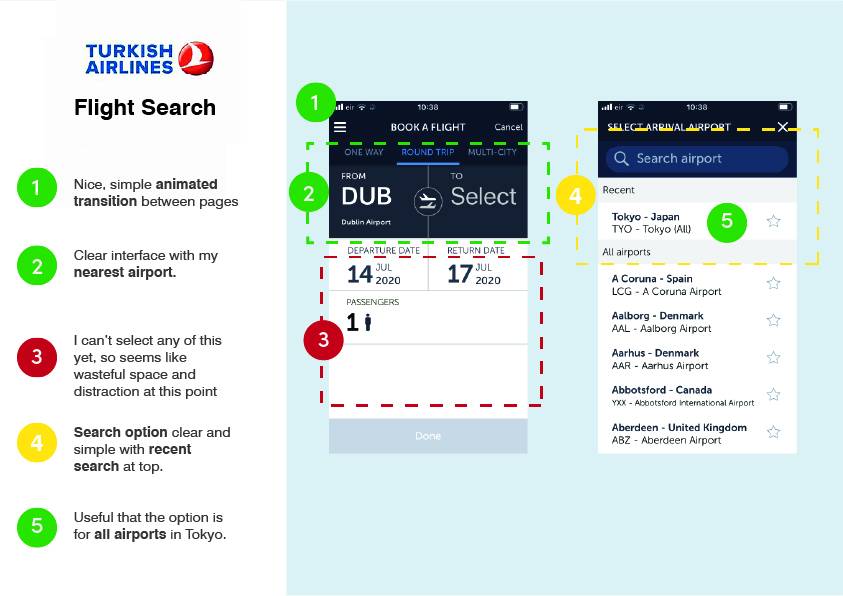 TURKISH
AIRLINES
Flight Search
1
Nice, simple animated
transition between pages
2
Clear interface with my
nearest airport.
3
I can't select any of this
yet, so seems like
wasteful space and
distraction at this point
4
Search option clear and
simple with recent
search at top.
5
Useful that the option is
for all airports in Tokyo.
1
eir 10:38
BOOK A FLIGHT Cancel
ONE WAY ROUND TRIP MULTI-CITY
2
FROM TO
DUB Select
Dublin Airport
DEPARTURE DATE RETURN DATE
14 JUL 2020 17 JUL 2020
PASSENGERS
1
3
Done
eir 10:38
SELECT ARRIVAL AIRPORT
Search airport
4
Recent
Tokyo - Japan
TYO - Tokyo (All)
5
All airports
A Coruna - Spain
LCG - A Coruna Airport
Aalborg - Denmark
AAL - Aalborg Airport
Aarhus - Denmark
AAR - Aarhus Airport
Abbotsford - Canada
YXX - Abbotsford International Airport
Aberdeen - United Kingdom
ABZ - Aberdeen Airport